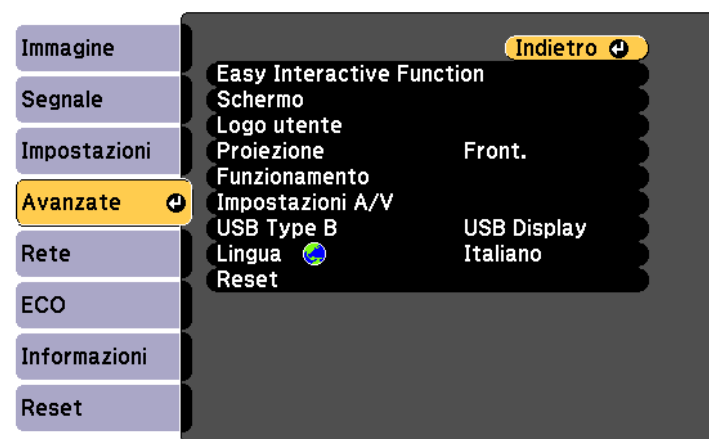 Immagine
Segnale
Impostazioni
Avanzate
Rete
ECO
Informazioni
Reset
Indietro
Easy Interactive Function
Schermo
Logo utente
Proiezione Front.
Funzionamento
Impostazioni A/V
USB Type B USB Display
Lingua Italiano
Reset